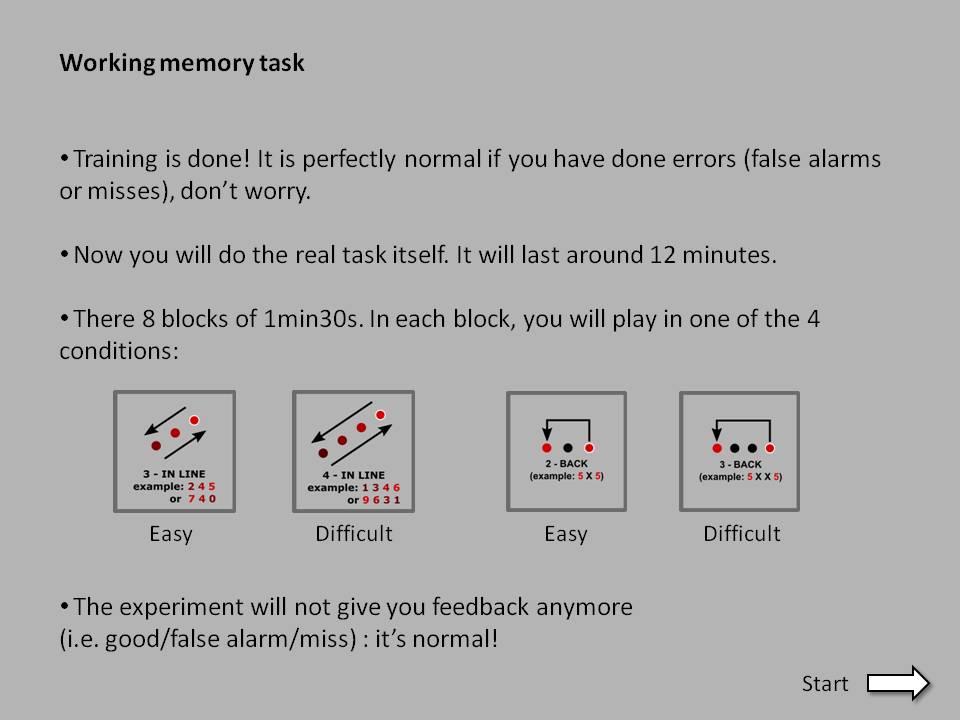 Working memory task
• Training is done! It is perfectly normal if you have done errors (false alarms
or misses), don’t worry.
• Now you will do the real task itself. It will last around 12 minutes.
• There 8 blocks of 1min30s. In each block, you will play in one of the 4
conditions:
3 - IN LINE
example: 2 4 5
or 7 4 0
Easy
4 - IN LINE
example: 1 3 4 6
or 9 6 3 1
Difficult
2 - BACK
(example: 5 X 5)
Easy
3 - BACK
(example: 5 X X 5)
Difficult
• The experiment will not give you feedback anymore
(i.e. good/false alarm/miss) : it’s normal!
Start